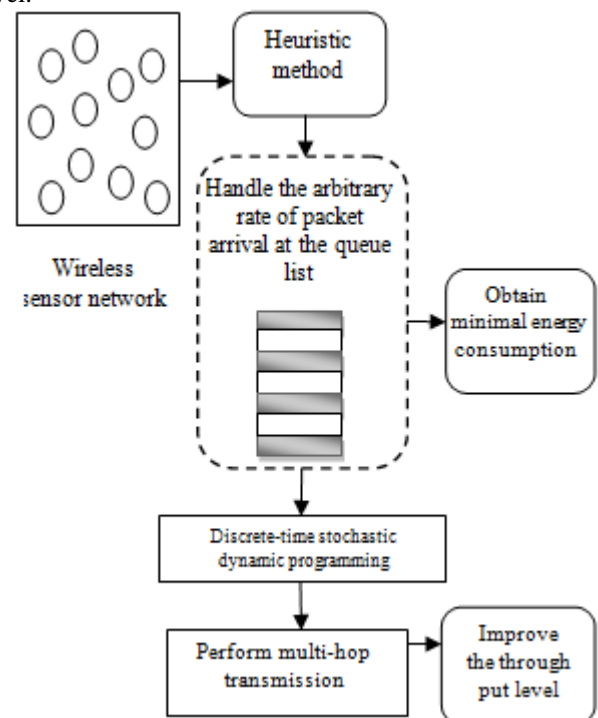 Heuristic
method
Handle the arbitrary
rate of packet
arrival at the queue
list
Wireless
sensor network
Obtain
minimal energy
consumption
Discrete-time stochastic
dynamic programming
Perform multi-hop
transmission
Improve
the through
put level